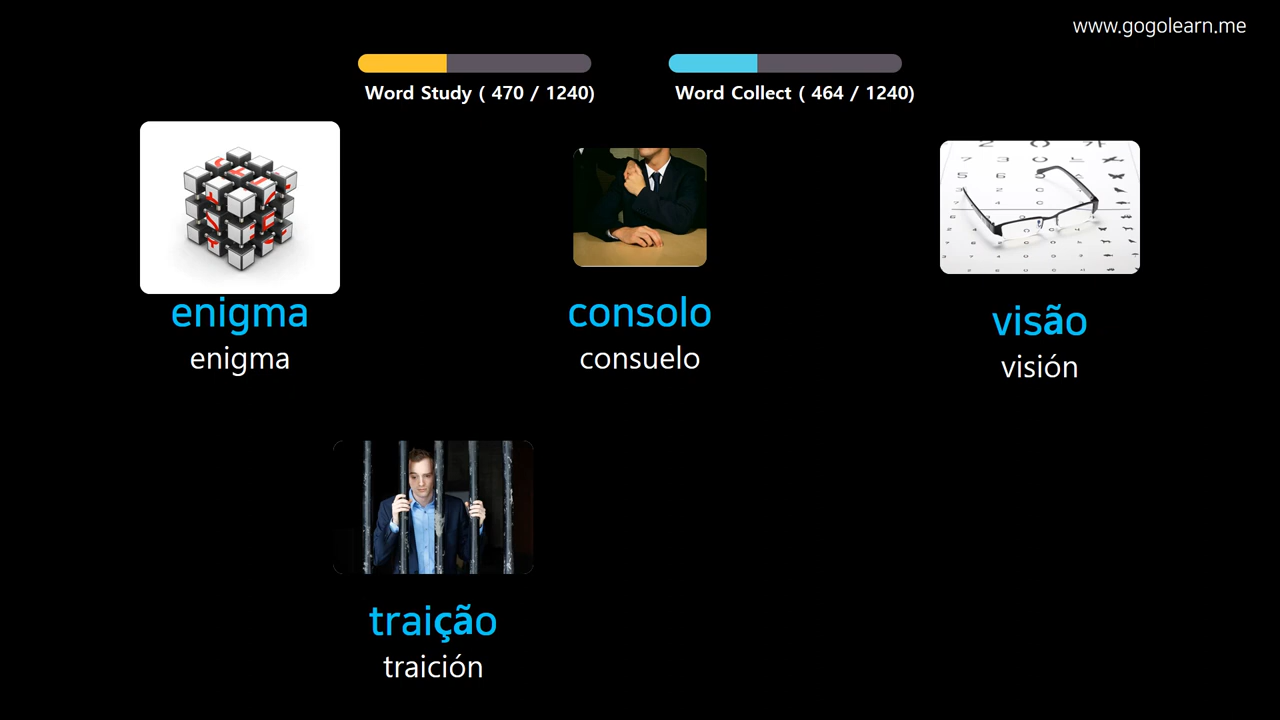 www.gogolearn.me
Word Study ( 470 / 1240)
Word Collect ( 464 / 1240)
enigma
enigma
consolo
consuelo
visão
visión
traição
traición